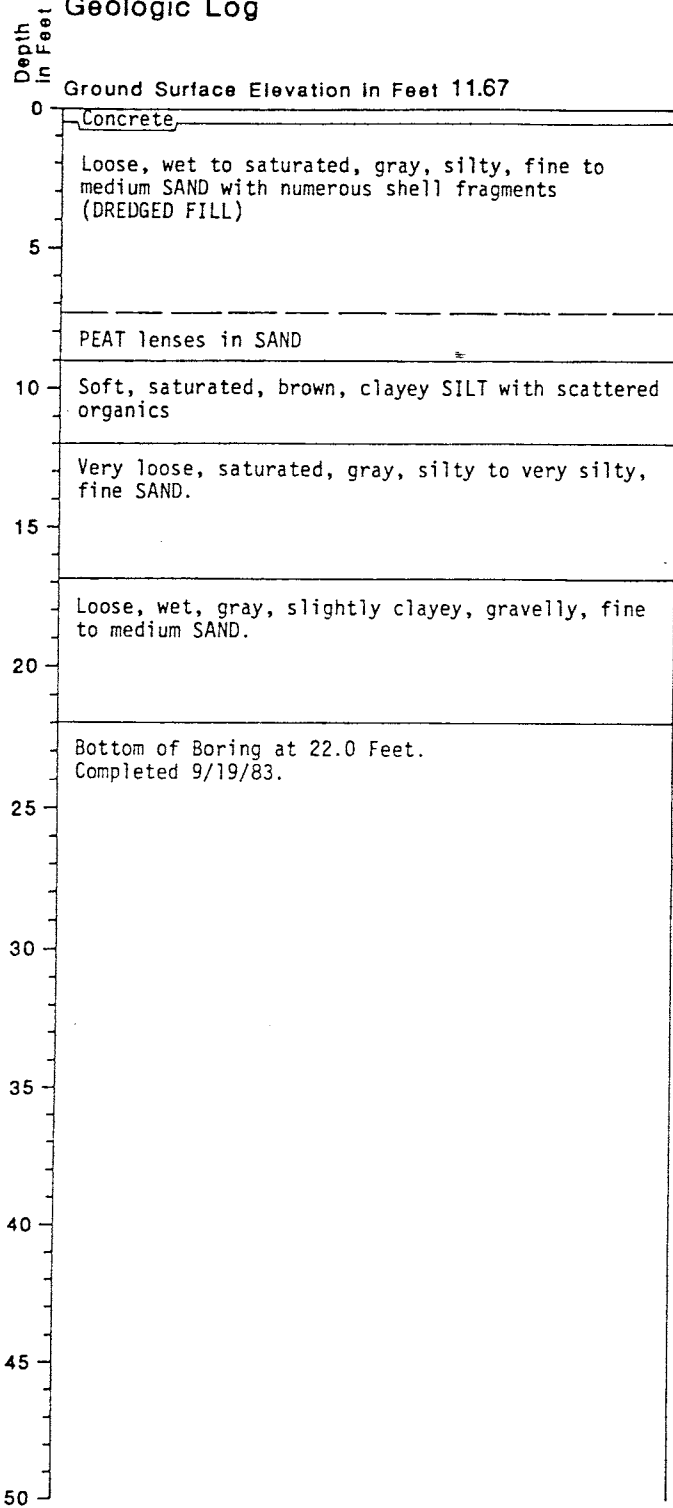 Geologic Log
Depth
in Feet
Ground Surface Elevation in Feet 11.67
0
Concrete
Loose, wet to saturated, gray, silty, fine to
medium SAND with numerous shell fragments
(DREDGED FILL)
5
PEAT lenses in SAND
10
Soft, saturated, brown, clayey SILT with scattered
organics
Very loose, saturated, gray, silty to very silty,
fine SAND.
15
Loose, wet, gray, slightly clayey, gravelly, fine
to medium SAND.
20
Bottom of Boring at 22.0 Feet.
Completed 9/19/83.
25
30
35
40
45
50